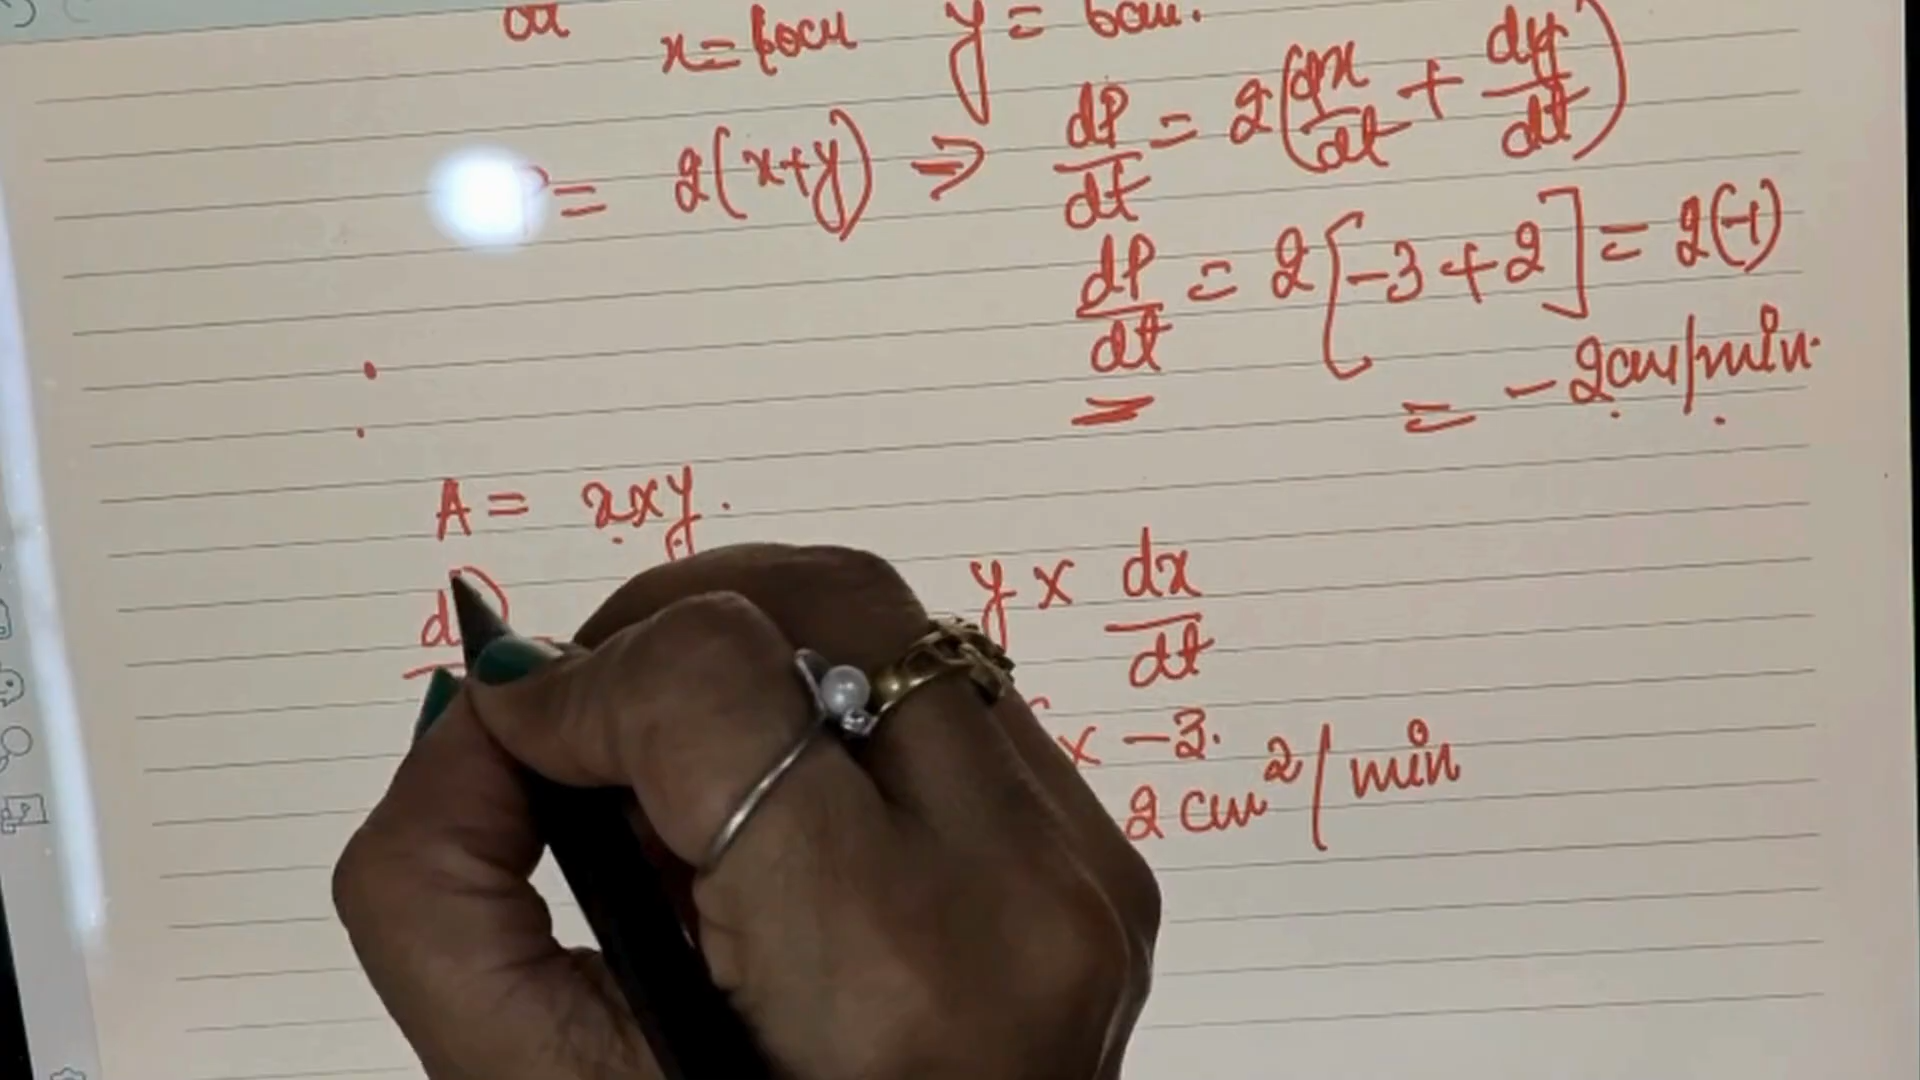 at x = 10cm y = 6cm.
P = 2(x+y) ⇒ dP/dt = 2(dx/dt + dy/dt)
dP/dt = 2[-3+2] = 2(-1)
= -2cm/min.
A = 2xy.
y × dx/dt
x -3.
2 cm²/min